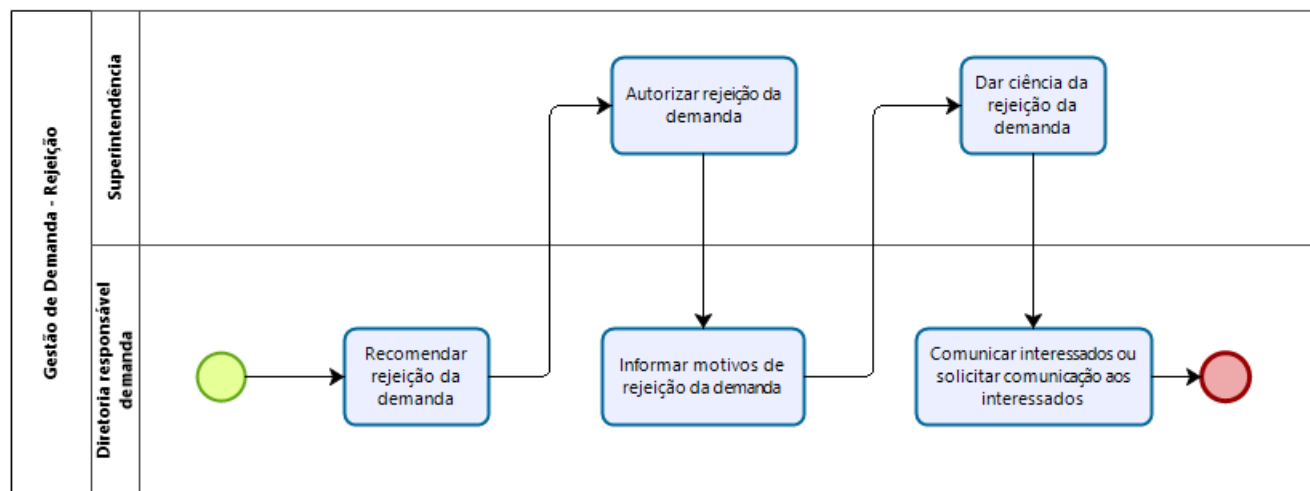 Gestão de Demanda - Rejeição
Superintendência
Autorizar rejeição da
demanda
Dar ciência da
rejeição da
demanda
Diretoria responsável
demanda
Recomendar
rejeição da
demanda
Informar motivos de
rejeição da demanda
Comunicar interessados ou
solicitar comunicação aos
interessados